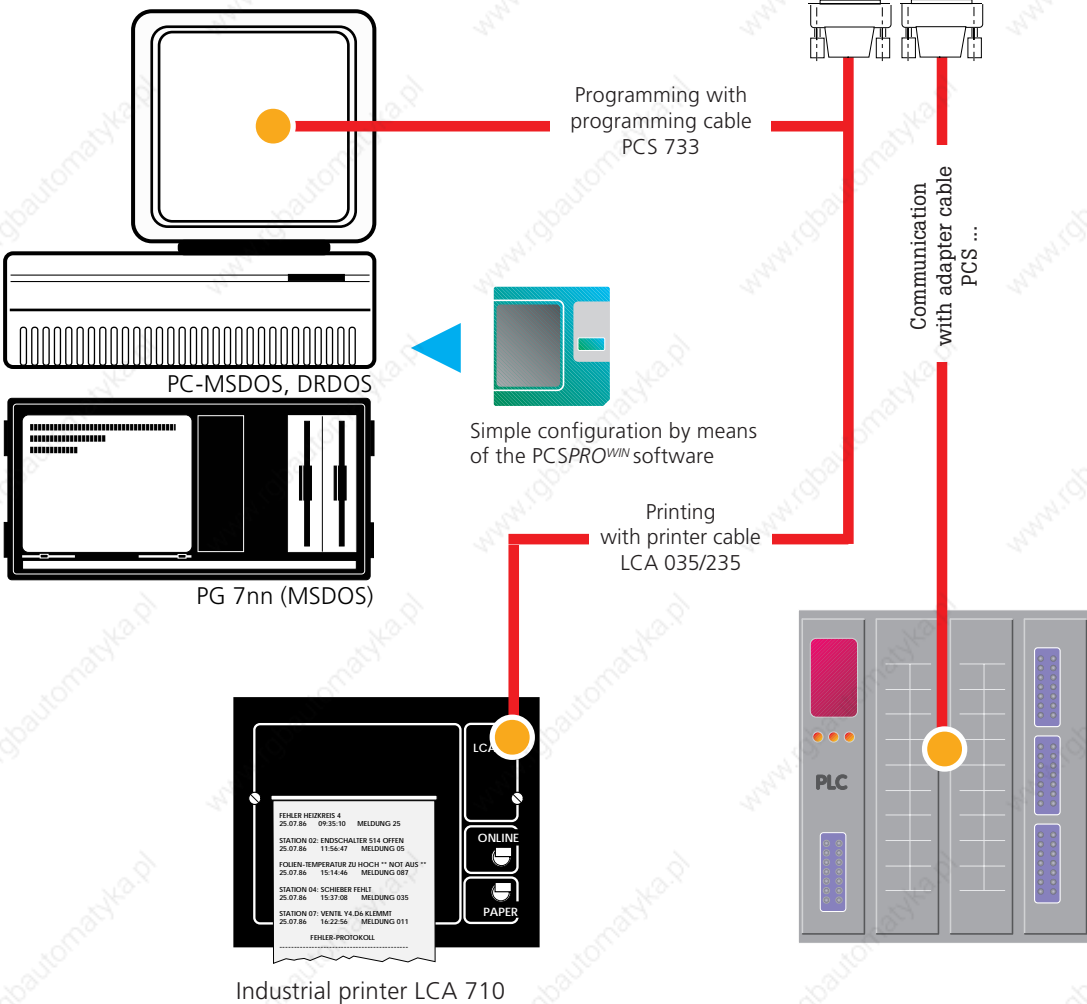 Programming with
programming cable
PCS 733
Communication
with adapter cable
PCS ...
PC-MSDOS, DRDOS
Simple configuration by means
of the PCSPROWIN software
PG 7nn (MSDOS)
Printing
with printer cable
LCA 035/235
LCA
ONLINE
PAPER
FEHLER HEIZKREIS 4
25.07.86 09:35:10 MELDUNG 25
STATION 02: ENDSCHALTER 514 OFFEN
25.07.86 11:56:47 MELDUNG 05
FOLIEN-TEMPERATUR ZU HOCH ** NOT AUS **
25.07.86 15:14:46 MELDUNG 087
STATION 04: SCHIEBER FEHLT
25.07.86 15:37:08 MELDUNG 035
STATION 07: VENTIL Y4.D6 KLEMMT
25.07.86 16:22:56 MELDUNG 011
FEHLER-PROTOKOLL
PLC
Industrial printer LCA 710
www.rgbautomatyka.pl